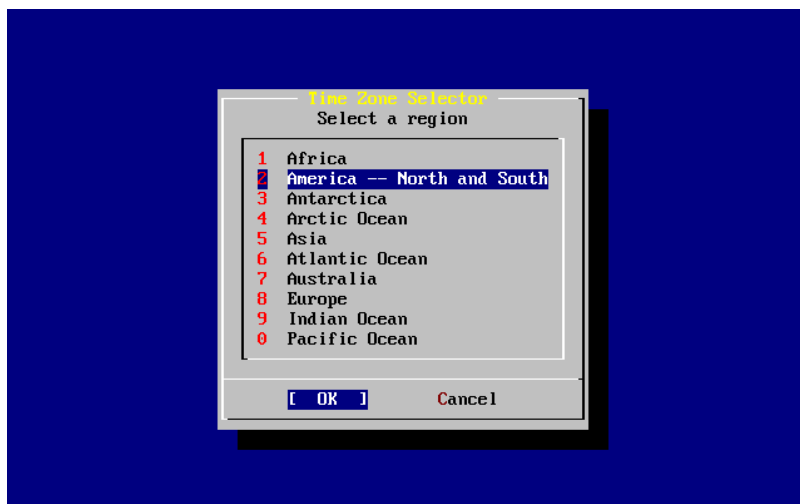 Time Zone Selector
Select a region
1 Africa
2 America -- North and South
3 Antarctica
4 Arctic Ocean
5 Asia
6 Atlantic Ocean
7 Australia
8 Europe
9 Indian Ocean
0 Pacific Ocean
[ OK ] Cancel